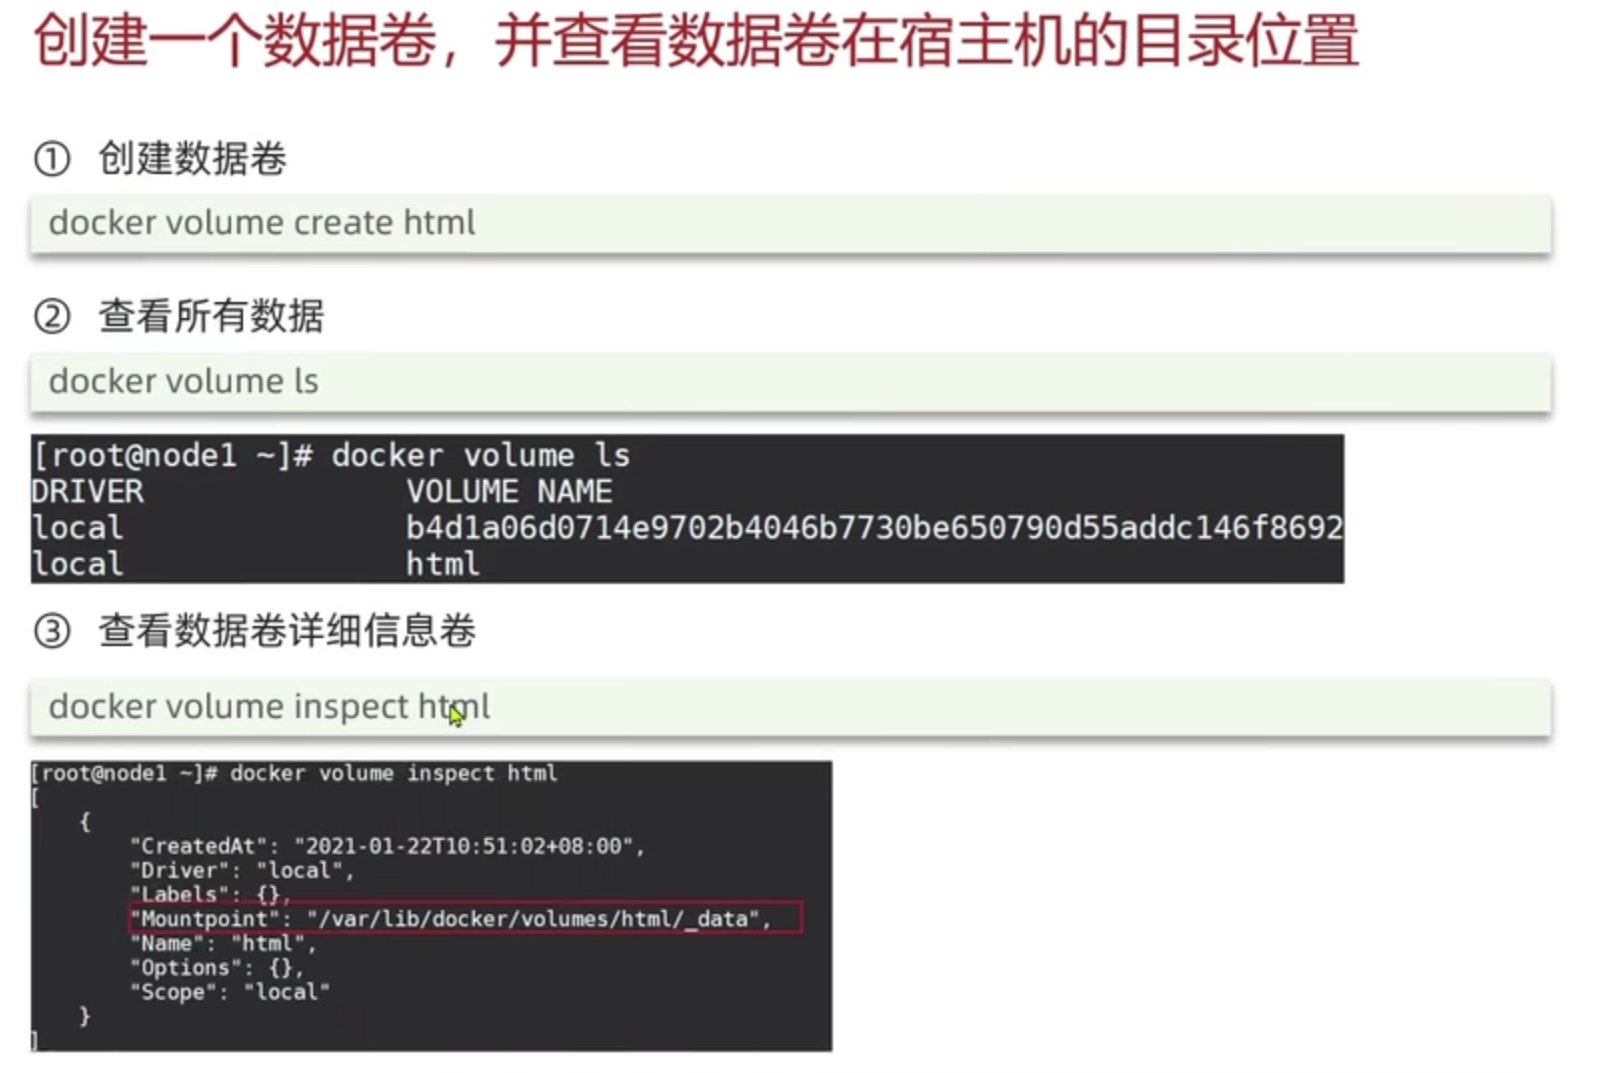 创建一个数据卷，并查看数据卷在宿主机的目录位置
① 创建数据卷
docker volume create html
② 查看所有数据
docker volume ls
[root@node1 ~]# docker volume ls
DRIVER VOLUME NAME
local b4d1a06d0714e9702b4046b7730be650790d55addc146f8692
local html
③ 查看数据卷详细信息卷
docker volume inspect html
[root@node1 ~]# docker volume inspect html
[
{
"CreatedAt": "2021-01-22T10:51:02+08:00",
"Driver": "local",
"Labels": {},
"Mountpoint": "/var/lib/docker/volumes/html/_data",
"Name": "html",
"Options": {},
"Scope": "local"
}
]